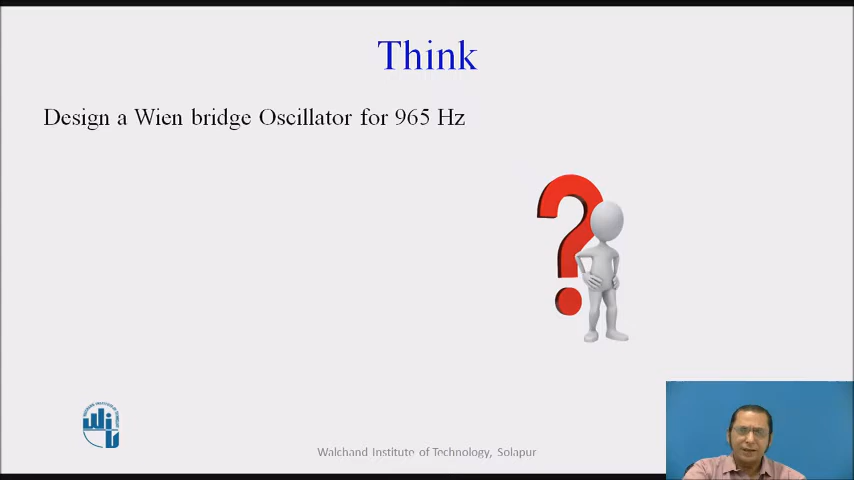 Think
Design a Wien bridge Oscillator for 965 Hz
Walchand Institute of Technology, Solapur